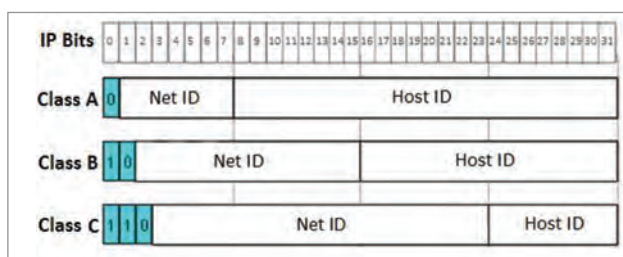 IP Bits 0 1 2 3 4 5 6 7 8 9 10 11 12 13 14 15 16 17 18 19 20 21 22 23 24 25 26 27 28 29 30 31
Class A 0 Net ID Host ID
Class B 1 0 Net ID Host ID
Class C 1 1 0 Net ID Host ID